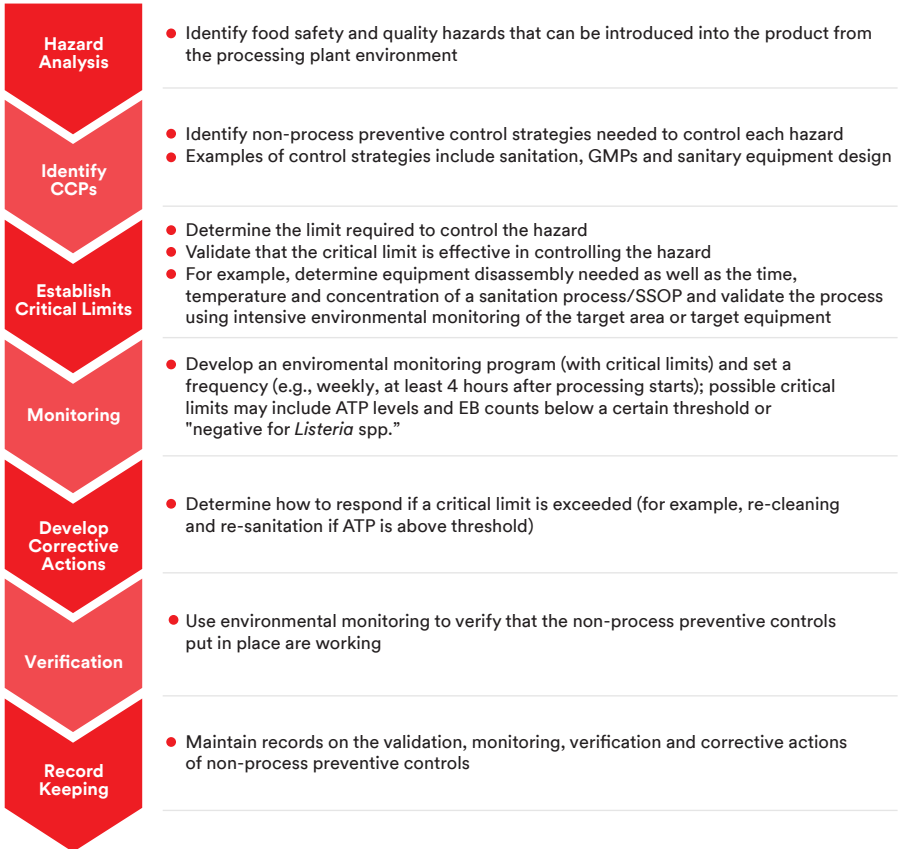 Hazard
Analysis
● Identify food safety and quality hazards that can be introduced into the product from
the processing plant environment
Identify
CCPs
● Identify non-process preventive control strategies needed to control each hazard
● Examples of control strategies include sanitation, GMPs and sanitary equipment design
Establish
Critical Limits
● Determine the limit required to control the hazard
● Validate that the critical limit is effective in controlling the hazard
● For example, determine equipment disassembly needed as well as the time,
temperature and concentration of a sanitation process/SSOP and validate the process
using intensive environmental monitoring of the target area or target equipment
Monitoring
● Develop an enviromental monitoring program (with critical limits) and set a
frequency (e.g., weekly, at least 4 hours after processing starts); possible critical
limits may include ATP levels and EB counts below a certain threshold or
"negative for Listeria spp.”
Develop
Corrective
Actions
● Determine how to respond if a critical limit is exceeded (for example, re-cleaning
and re-sanitation if ATP is above threshold)
Verification
● Use environmental monitoring to verify that the non-process preventive controls
put in place are working
Record
Keeping
● Maintain records on the validation, monitoring, verification and corrective actions
of non-process preventive controls